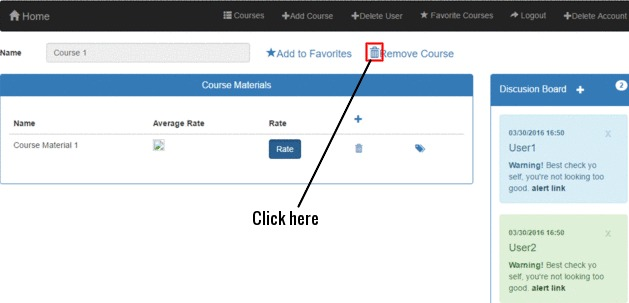 Home Courses +Add Course +Delete User ★ Favorite Courses Logout +Delete Account
Name Course 1 ★Add to Favorites Remove Course
Course Materials
Discusion Board + 2
Name Average Rate Rate +
Course Material 1 Rate
03/30/2016 16:50 x
User1
Warning! Best check yo
self, you're not looking too
good. alert link
Click here
03/30/2016 16:50 x
User2
Warning! Best check yo
self, you're not looking too
good. alert link